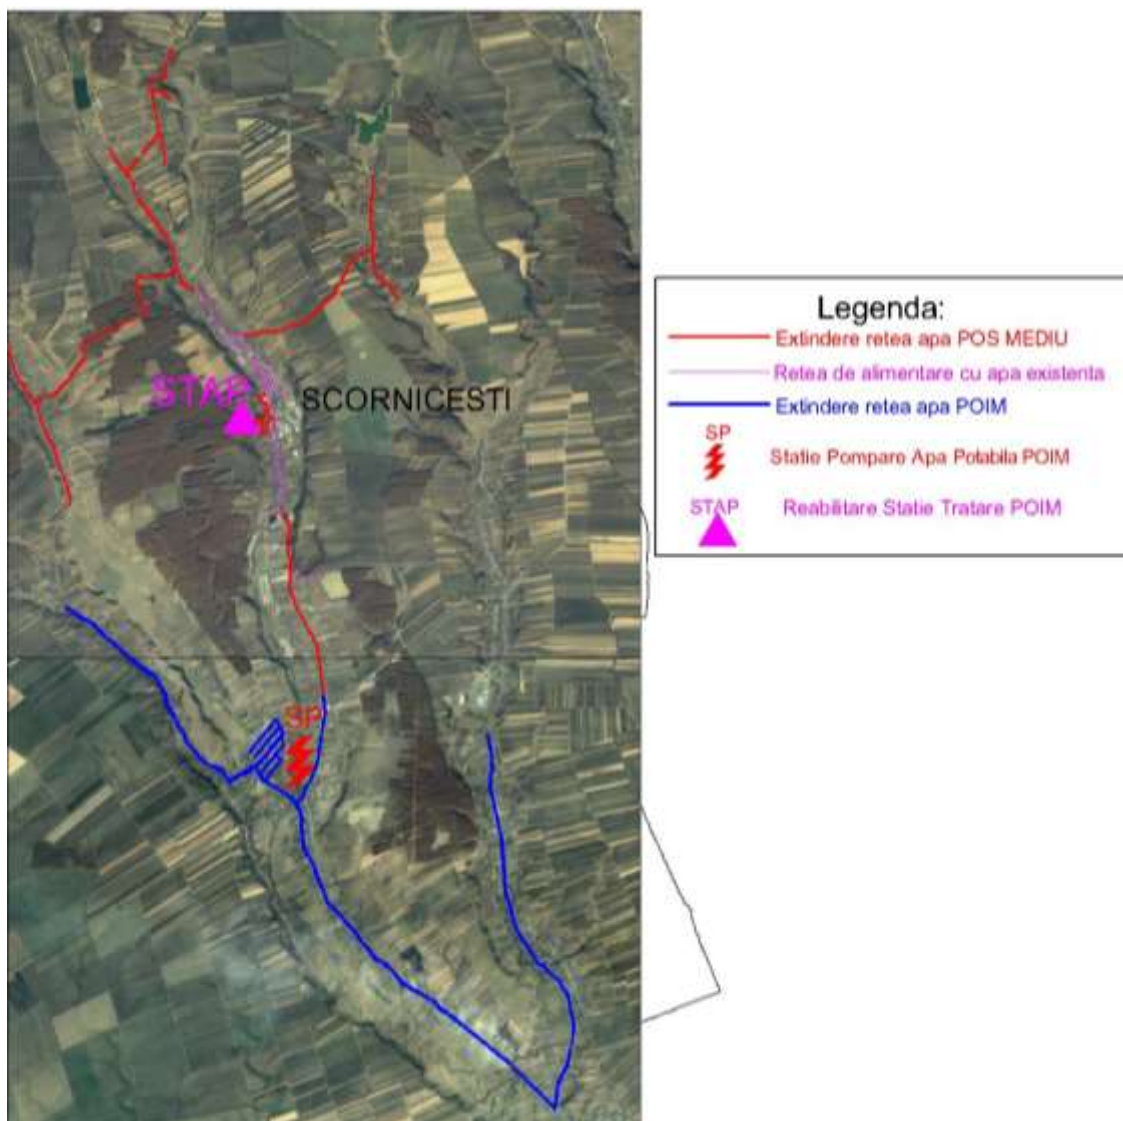 STAP
SCORNICESTI
SP
Legenda:
Extindere retea apa POS MEDIU
Retea de alimentare cu apa existenta
Extindere retea apa POIM
SP
Statie Pompare Apa Potabila POIM
STAP
Reabilitare Statie Tratare POIM